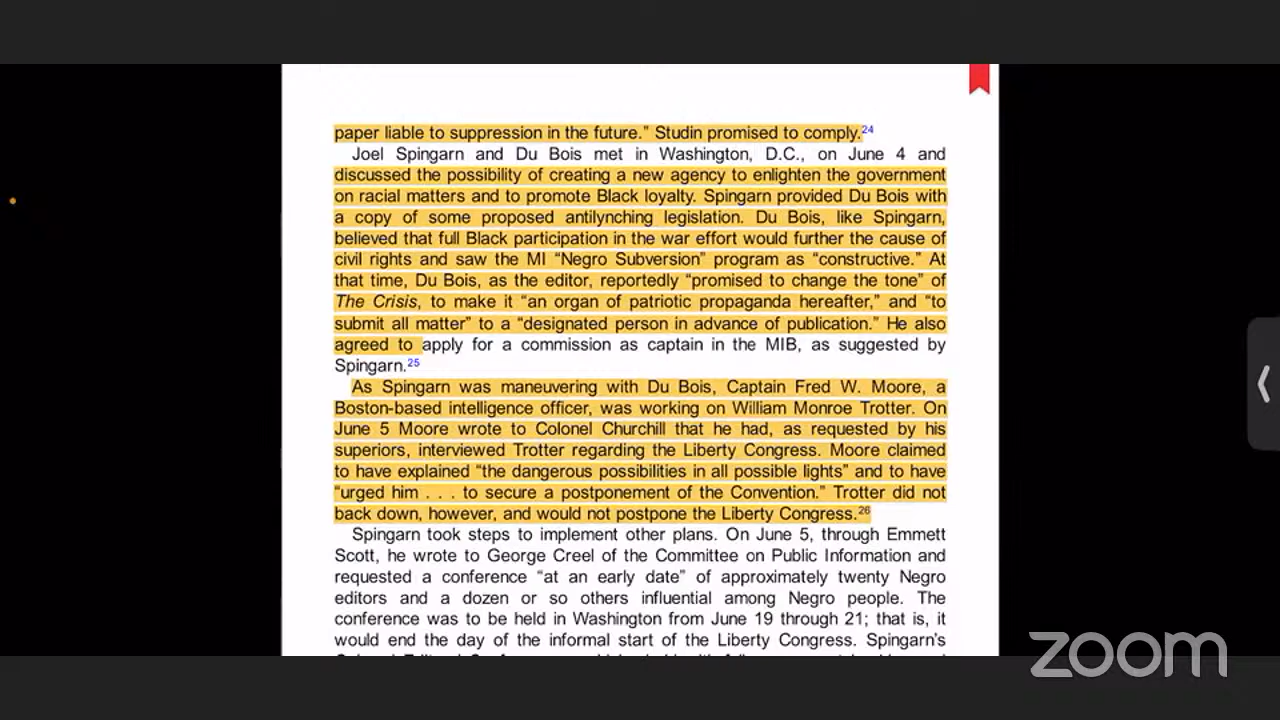 paper liable to suppression in the future.” Studin promised to comply.24
Joel Spingarn and Du Bois met in Washington, D.C., on June 4 and
discussed the possibility of creating a new agency to enlighten the government
on racial matters and to promote Black loyalty. Spingarn provided Du Bois with
a copy of some proposed antilynching legislation. Du Bois, like Spingarn,
believed that full Black participation in the war effort would further the cause of
civil rights and saw the MI “Negro Subversion” program as “constructive.” At
that time, Du Bois, as the editor, reportedly “promised to change the tone” of
The Crisis, to make it “an organ of patriotic propaganda hereafter,” and “to
submit all matter” to a “designated person in advance of publication.” He also
agreed to apply for a commission as captain in the MIB, as suggested by
Spingarn.25
As Spingarn was maneuvering with Du Bois, Captain Fred W. Moore, a
Boston-based intelligence officer, was working on William Monroe Trotter. On
June 5 Moore wrote to Colonel Churchill that he had, as requested by his
superiors, interviewed Trotter regarding the Liberty Congress. Moore claimed
to have explained “the dangerous possibilities in all possible lights” and to have
“urged him . . . to secure a postponement of the Convention.” Trotter did not
back down, however, and would not postpone the Liberty Congress.26
Spingarn took steps to implement other plans. On June 5, through Emmett
Scott, he wrote to George Creel of the Committee on Public Information and
requested a conference “at an early date” of approximately twenty Negro
editors and a dozen or so others influential among Negro people. The
conference was to be held in Washington from June 19 through 21; that is, it
would end the day of the informal start of the Liberty Congress. Spingarn’s
zoom